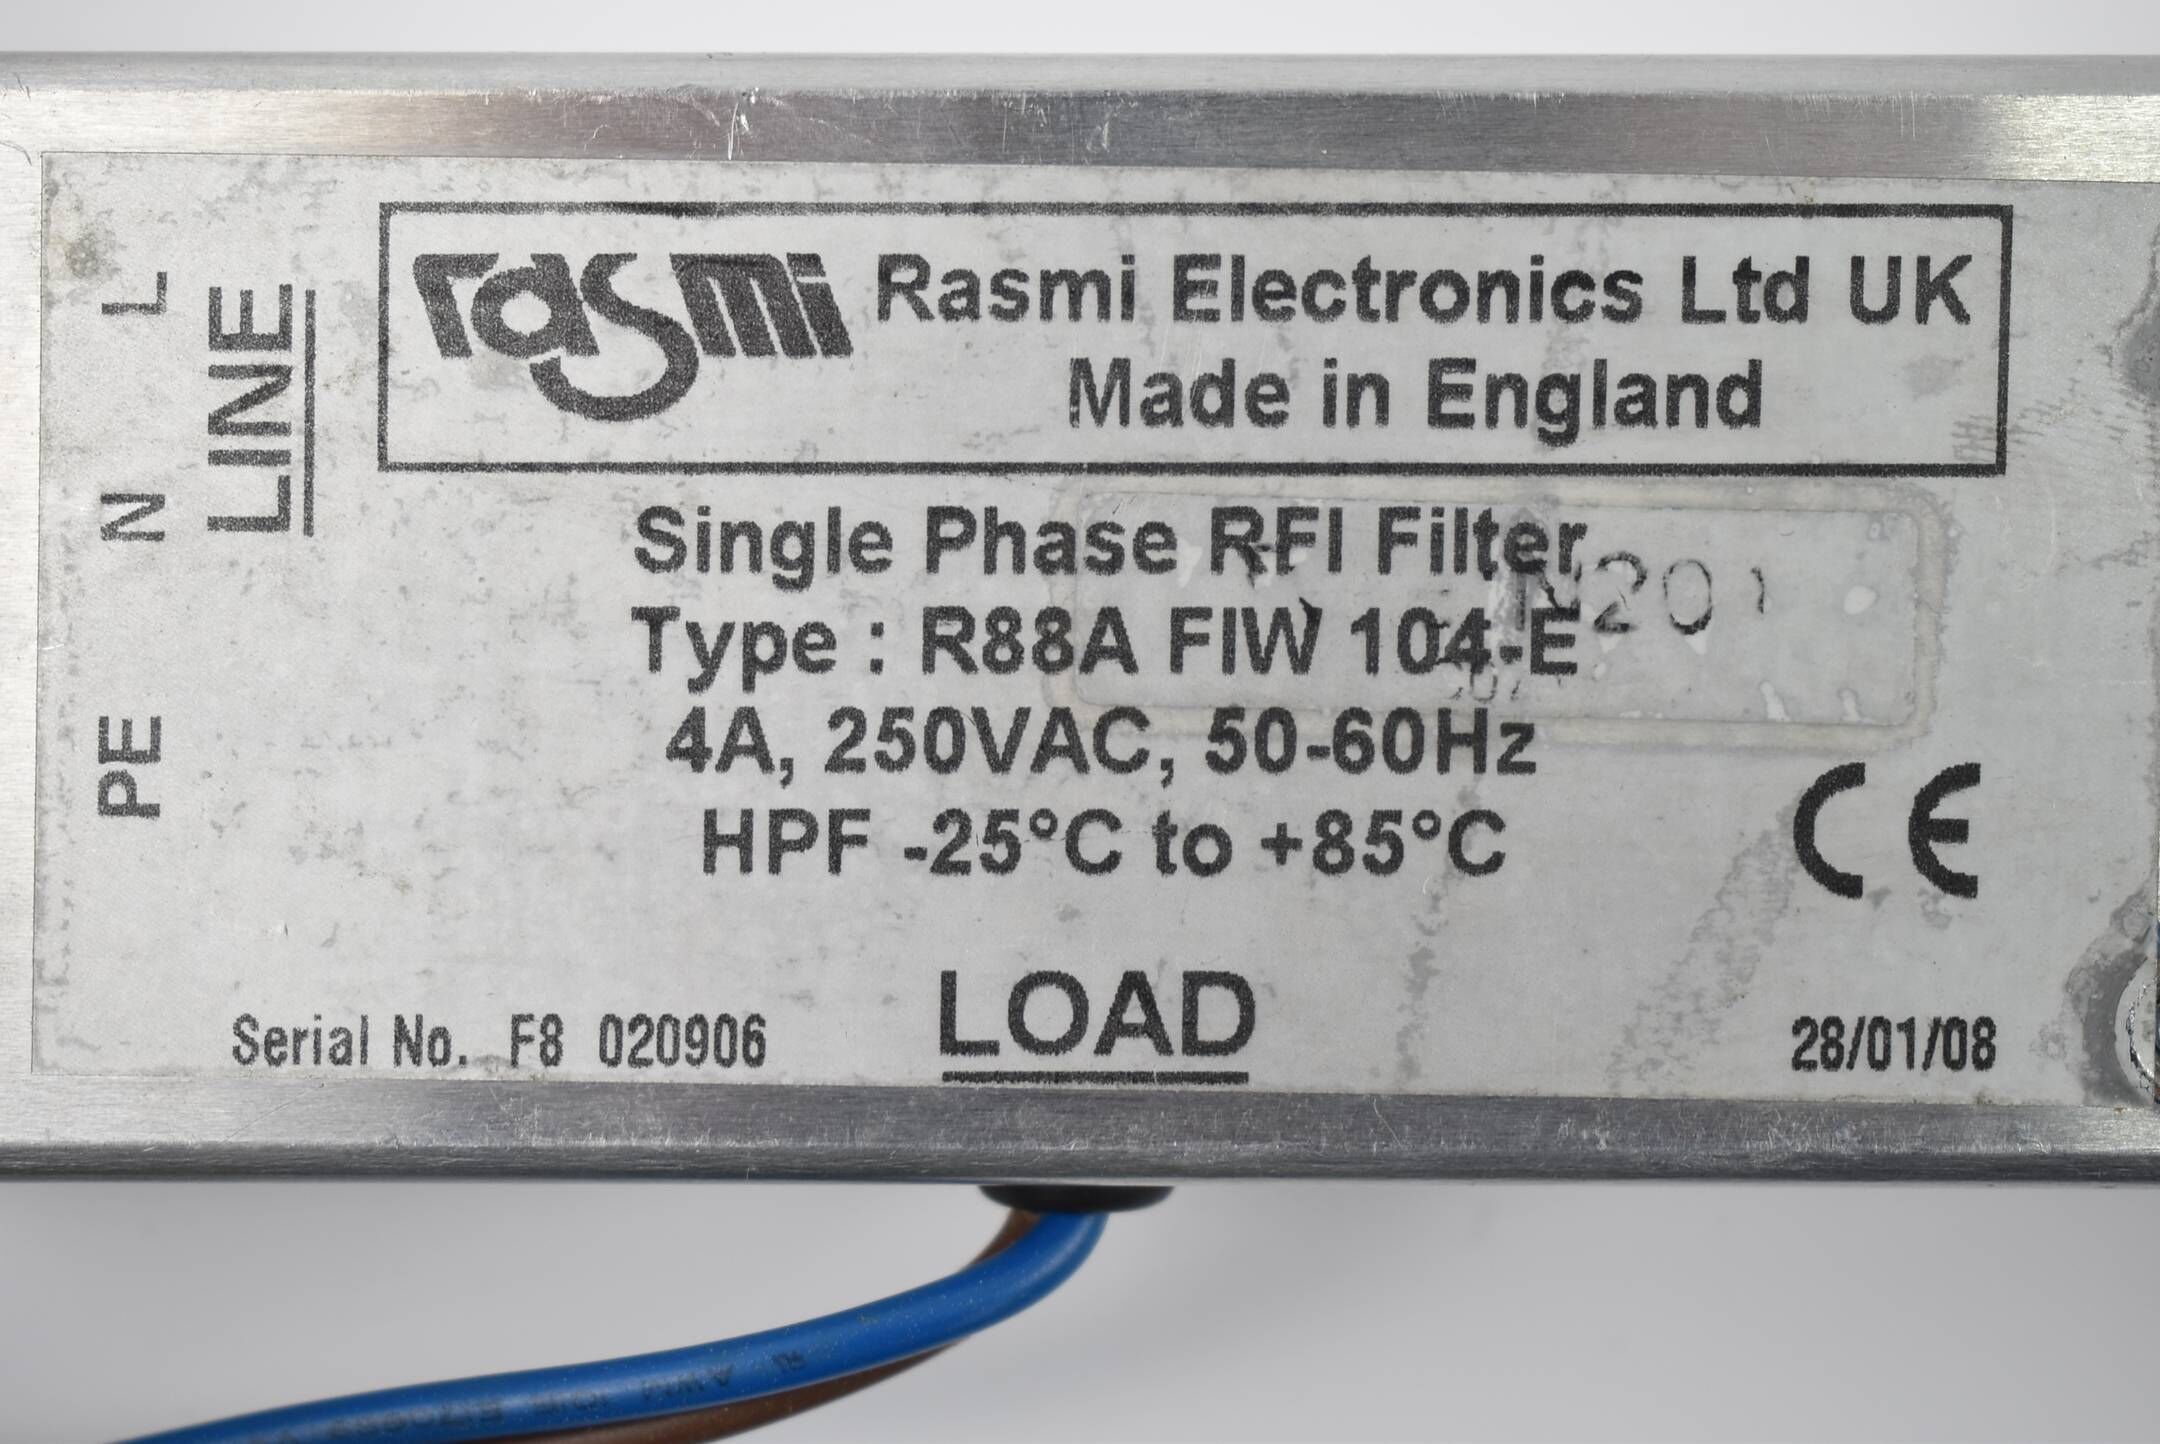 L
N
PE
LINE
rasmi
Rasmi Electronics Ltd UK
Made in England
Single Phase RFI Filter
Type : R88A FIW 104-E
4A, 250VAC, 50-60Hz
HPF -25°C to +85°C
CE
Serial No. F8 020906
LOAD
28/01/08
AWM